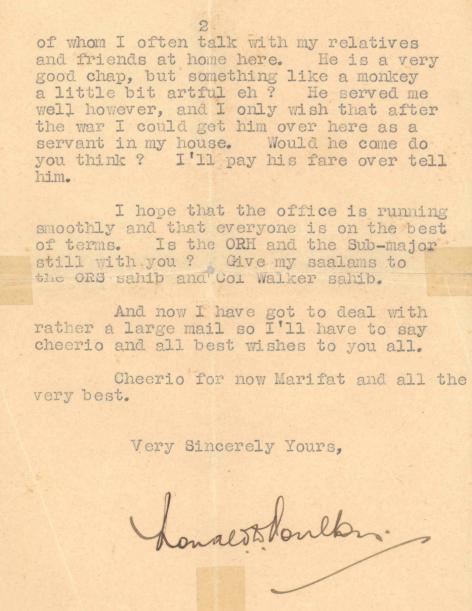 2
of whom I often talk with my relatives
and friends at home here. He is a very
good chap, but something like a monkey
a little bit artful eh ? He served me
well however, and I only wish that after
the war I could get him over here as a
servant in my house. Would he come do
you think ? I'll pay his fare over tell
him.
I hope that the office is running
smoothly and that everyone is on the best
of terms. Is the ORH and the Sub-major
still with you ? Give my saalams to
the ORS sahib and Col Walker sahib.
And now I have got to deal with
rather a large mail so I'll have to say
cheerio and all best wishes to you all.
Cheerio for now Marifat and all the
very best.
Very Sincerely Yours,